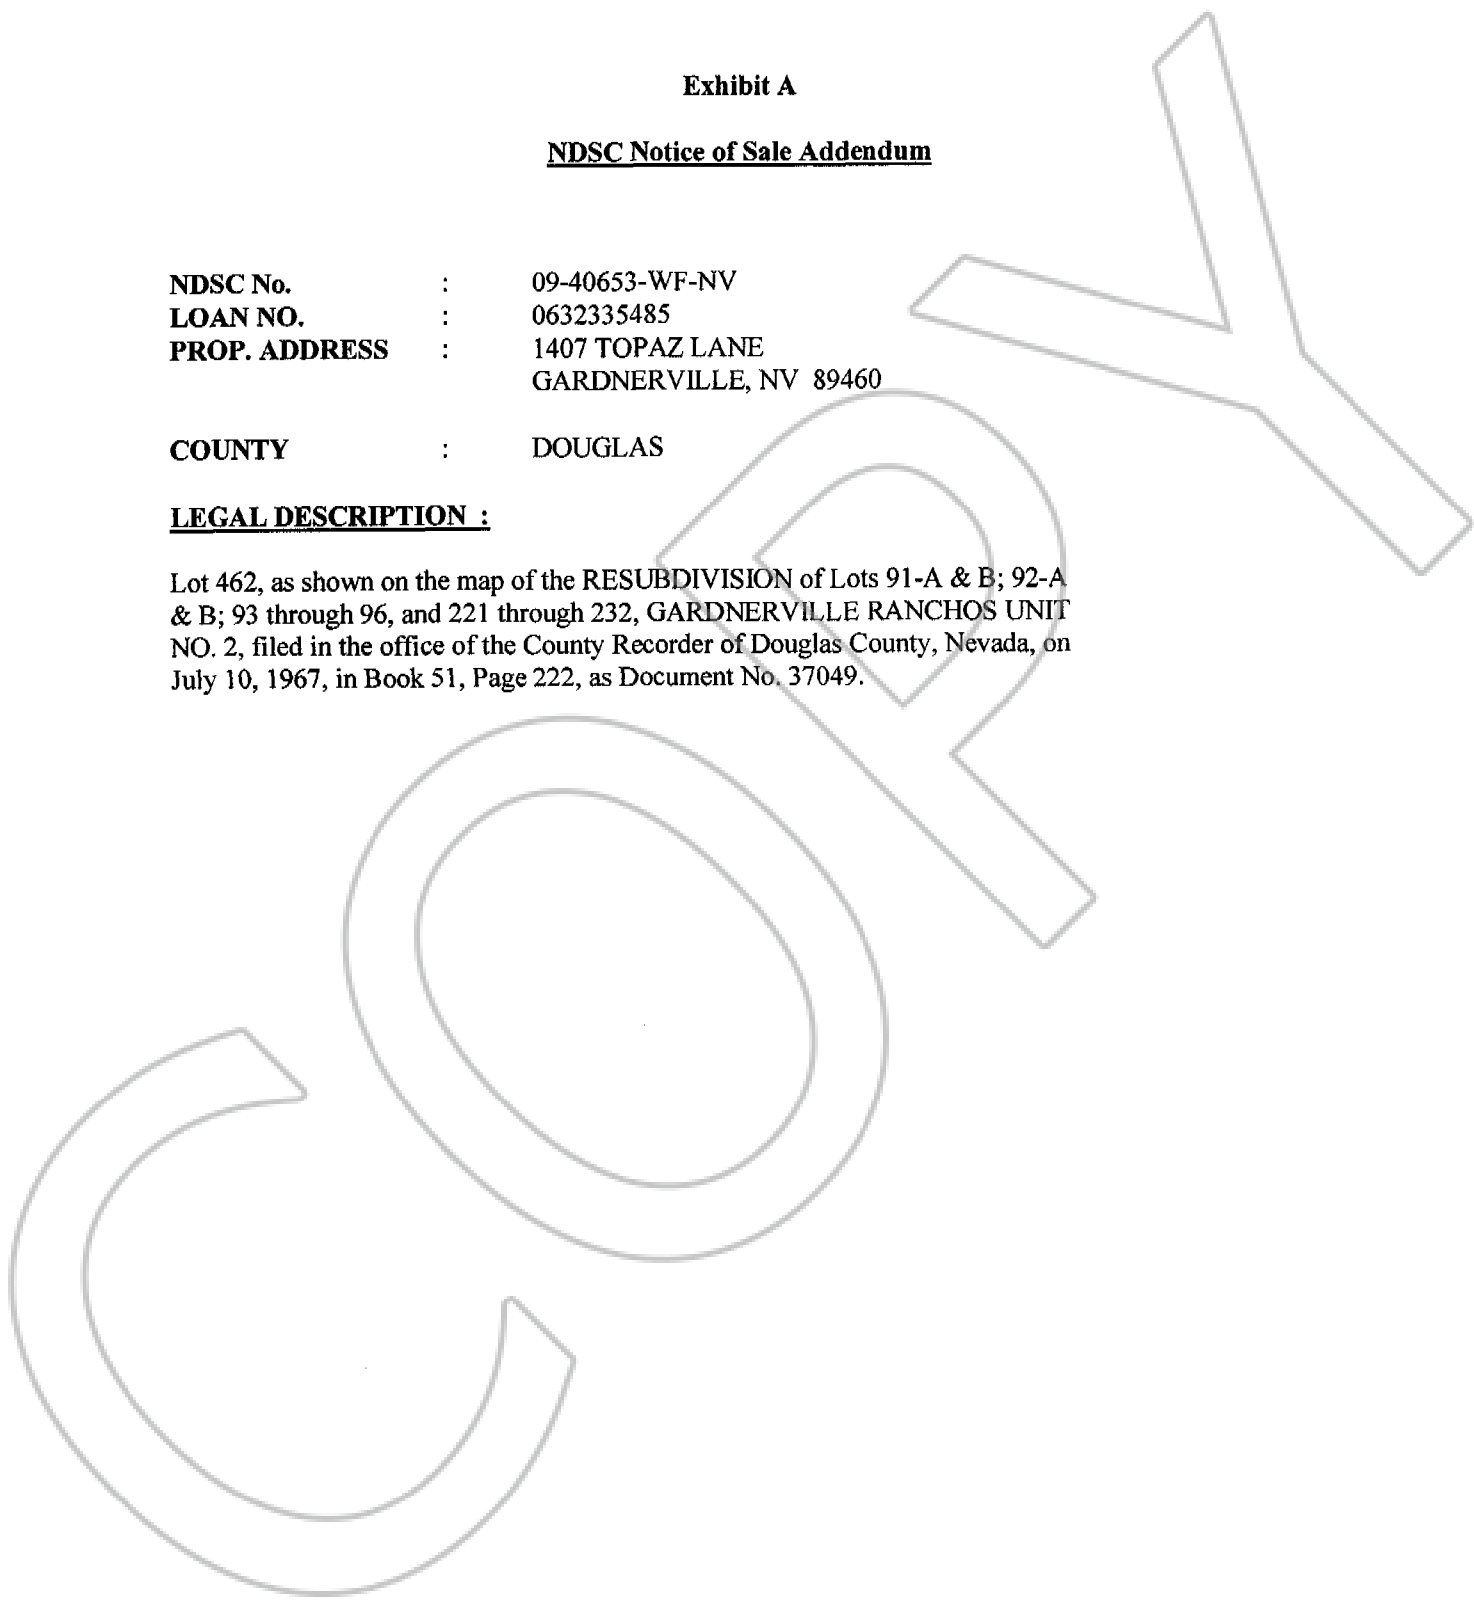 Exhibit A
NDSC Notice of Sale Addendum
NDSC No. : 09-40653-WF-NV
LOAN NO. : 0632335485
PROP. ADDRESS : 1407 TOPAZ LANE
GARDNERVILLE, NV 89460
COUNTY : DOUGLAS
LEGAL DESCRIPTION :
Lot 462, as shown on the map of the RESUBDIVISION of Lots 91-A & B; 92-A
& B; 93 through 96, and 221 through 232, GARDNERVILLE RANCHOS UNIT
NO. 2, filed in the office of the County Recorder of Douglas County, Nevada, on
July 10, 1967, in Book 51, Page 222, as Document No. 37049.
COPY